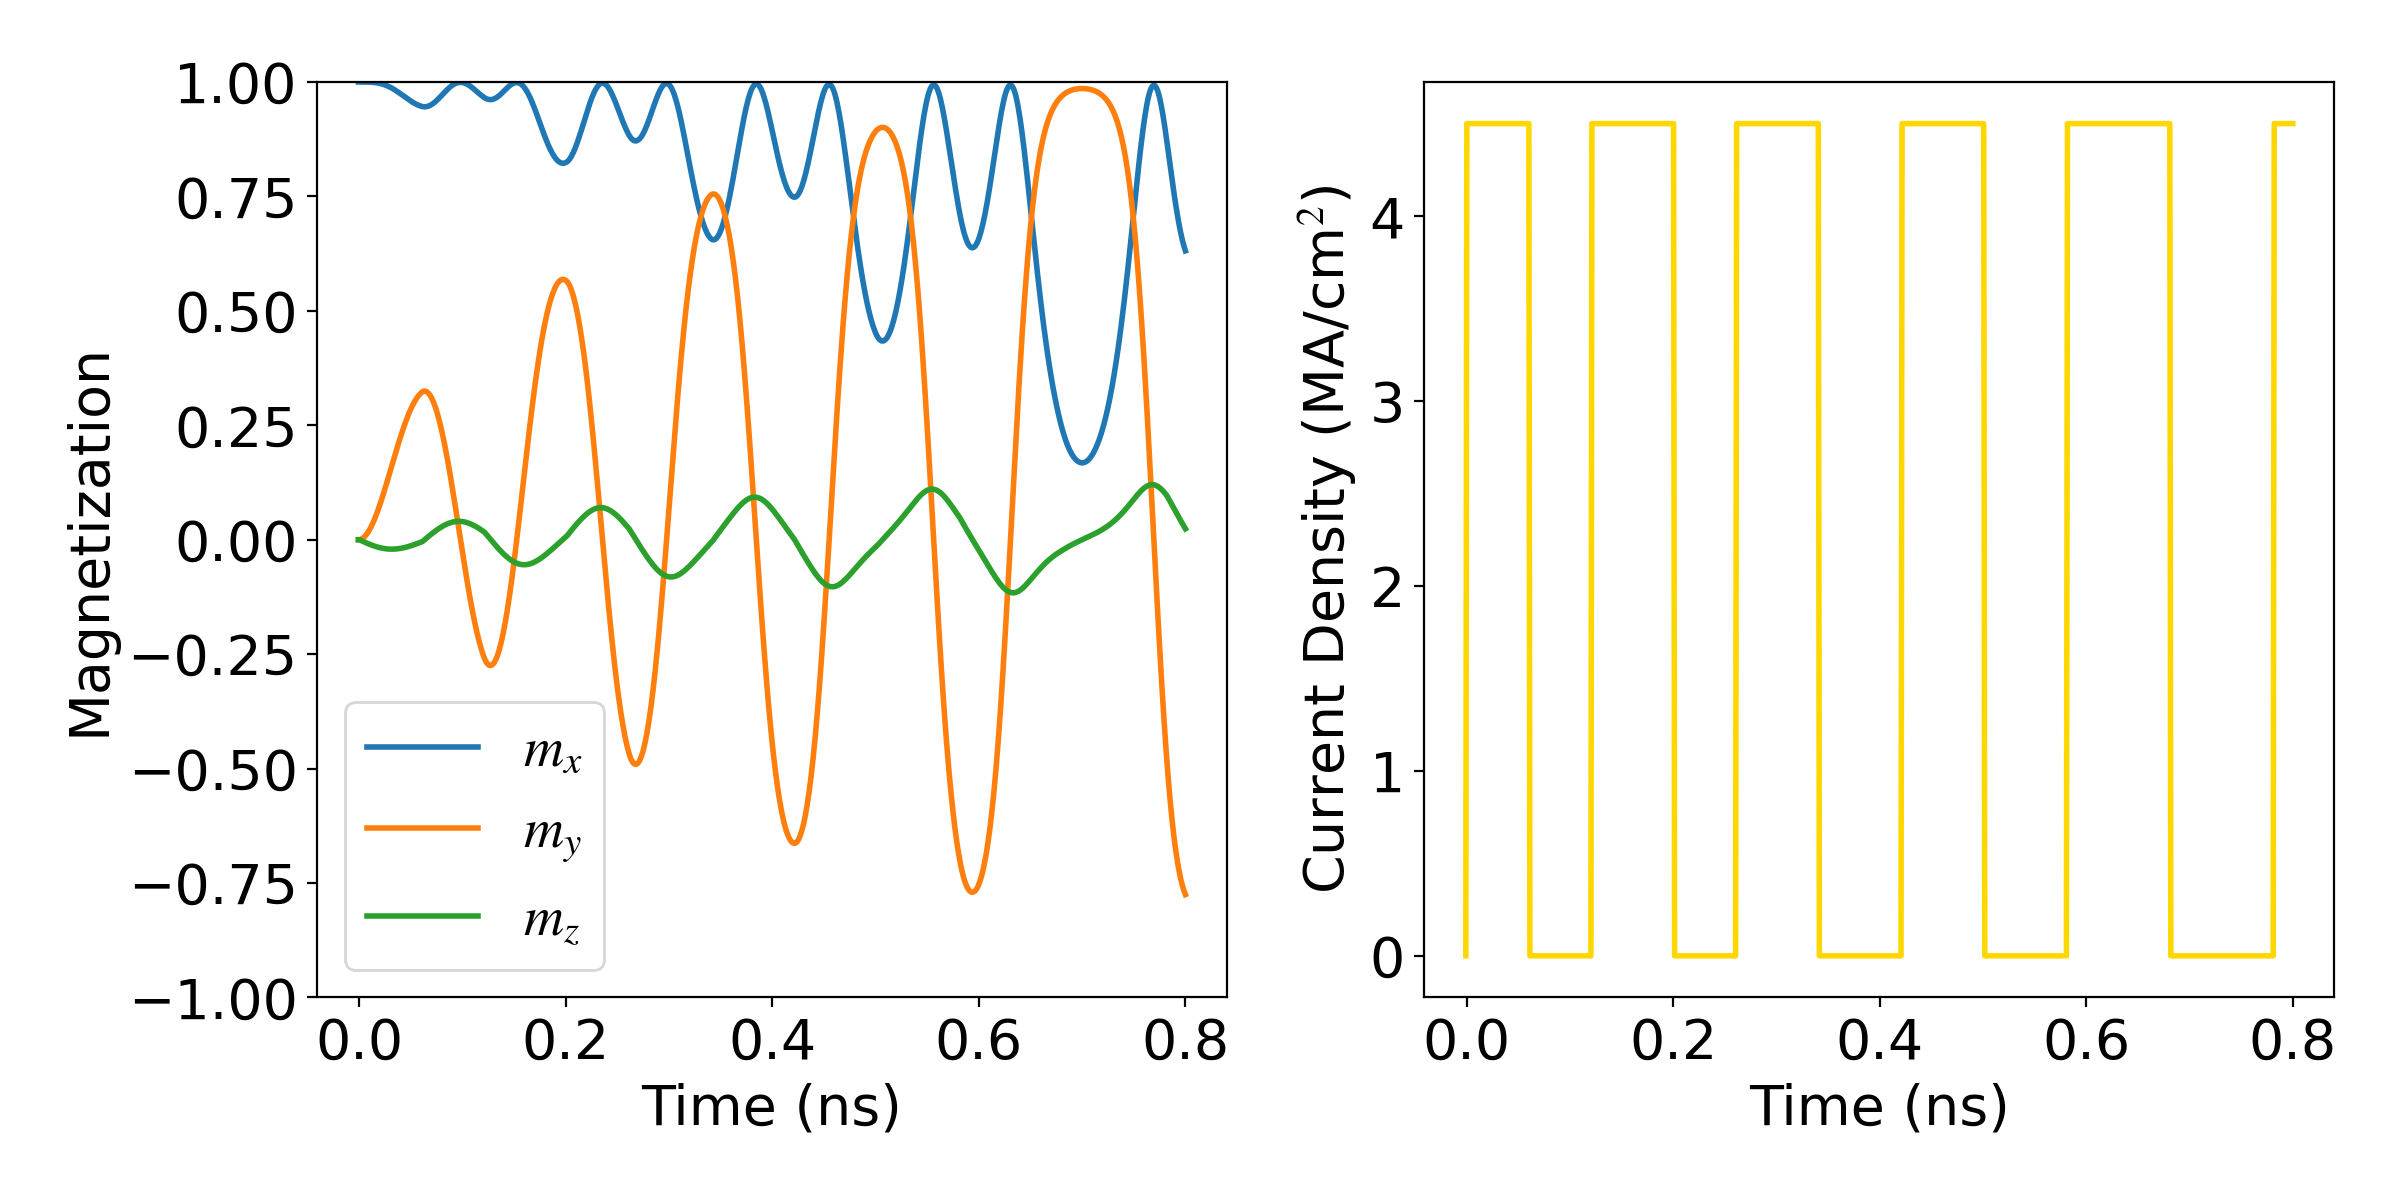 Magnetization
1.00
0.75
0.50
0.25
0.00
−0.25
−0.50
−0.75
−1.00
m_x
m_y
m_z
0.0 0.2 0.4 0.6 0.8
Time (ns)
Current Density (MA/cm²)
4
3
2
1
0
0.0 0.2 0.4 0.6 0.8
Time (ns)